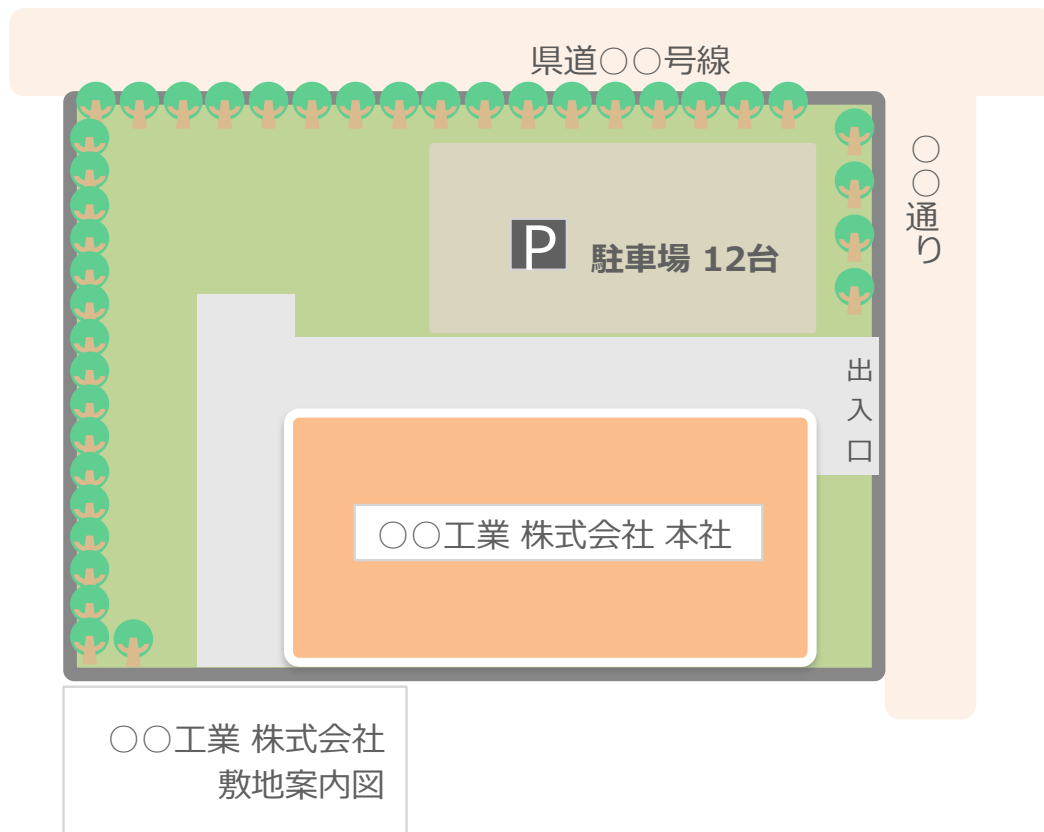 県道○○号線
○○通り
P 駐車場 12台
出入口
○○工業 株式会社 本社
○○工業 株式会社
敷地案内図